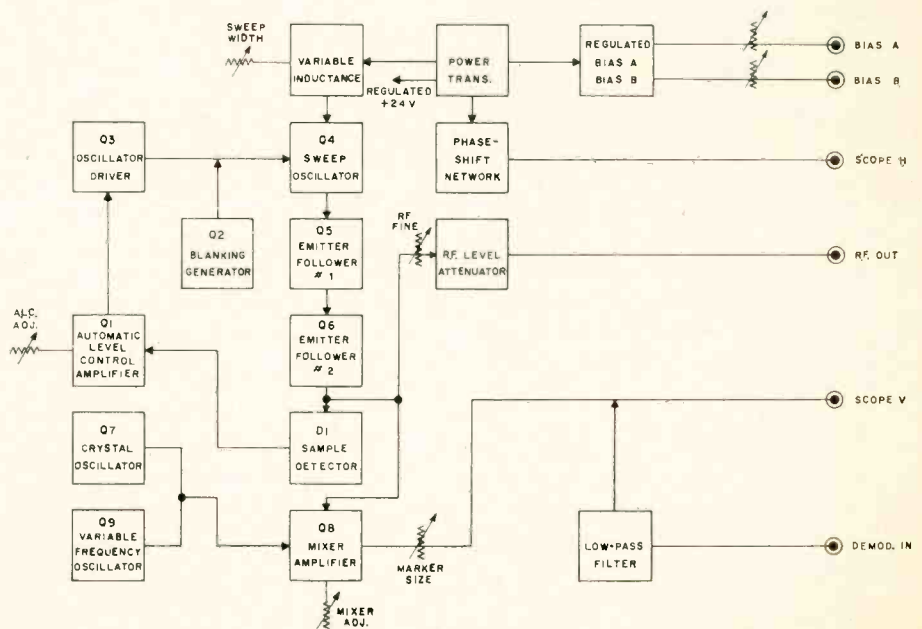 SWEEP
WIDTH
VARIABLE
INDUCTANCE
POWER
TRANS.
REGULATED
+24V
REGULATED
BIAS A
BIAS B
BIAS A
BIAS B
Q3
OSCILLATOR
DRIVER
Q4
SWEEP
OSCILLATOR
PHASE-
SHIFT
NETWORK
SCOPE H
Q2
BLANKING
GENERATOR
Q5
EMITTER
FOLLOWER
# 1
RF
FINE
R.F. LEVEL
ATTENUATOR
R.F. OUT
ALC.
ADJ.
Q1
AUTOMATIC
LEVEL
CONTROL
AMPLIFIER
Q6
EMITTER
FOLLOWER
# 2
SCOPE V
Q7
CRYSTAL
OSCILLATOR
D1
SAMPLE
DETECTOR
Q9
VARIABLE
FREQUENCY
OSCILLATOR
Q8
MIXER
AMPLIFIER
MARKER
SIZE
LOW-PASS
FILTER
DEMOD. IN
MIXER
ADJ.